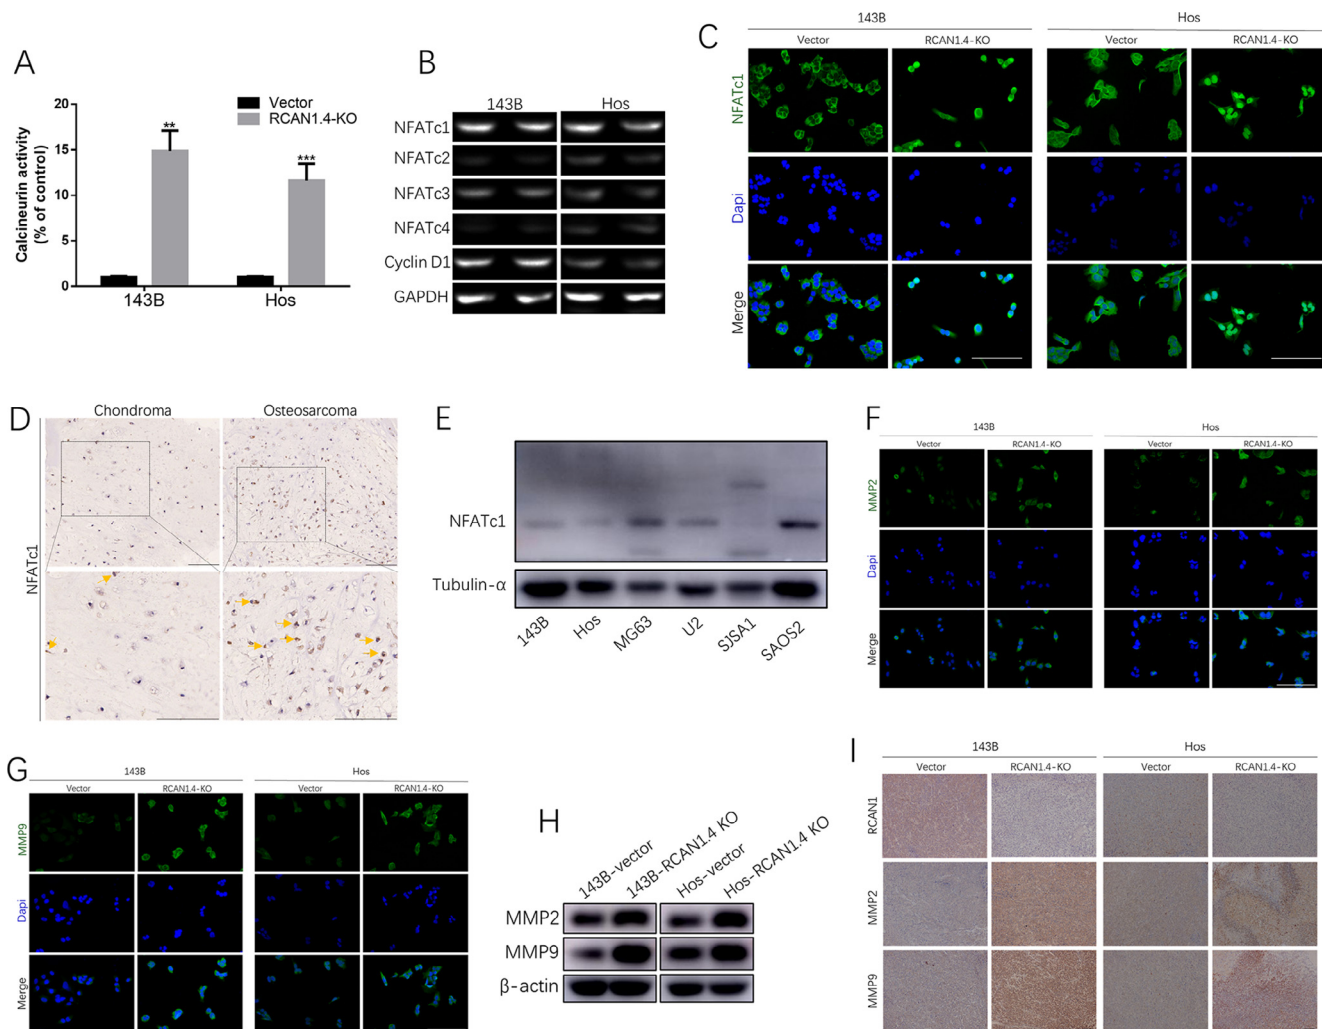 A
Vector
RCAN1.4-KO
Calcineurin activity
(% of control)
20
15
10
5
0
**
***
143B
Hos
B
143B
Hos
NFATc1
NFATc2
NFATc3
NFATc4
Cyclin D1
GAPDH
C
143B
Hos
Vector
RCAN1.4-KO
Vector
RCAN1.4-KO
NFATc1
Dapi
Merge
D
Chondroma
Osteosarcoma
NFATc1
E
NFATc1
Tubulin-α
143B
Hos
MG63
U2
SJSA1
SAOS2
F
143B
Hos
Vector
RCAN1.4-KO
Vector
RCAN1.4-KO
MMP2
Dapi
Merge
G
143B
Hos
Vector
RCAN1.4-KO
Vector
RCAN1.4-KO
MMP9
Dapi
Merge
H
143B-vector
143B-RCAN1.4 KO
Hos-vector
Hos-RCAN1.4 KO
MMP2
MMP9
β-actin
I
143B
Hos
Vector
RCAN1.4-KO
Vector
RCAN1.4-KO
RCAN1
MMP2
MMP9